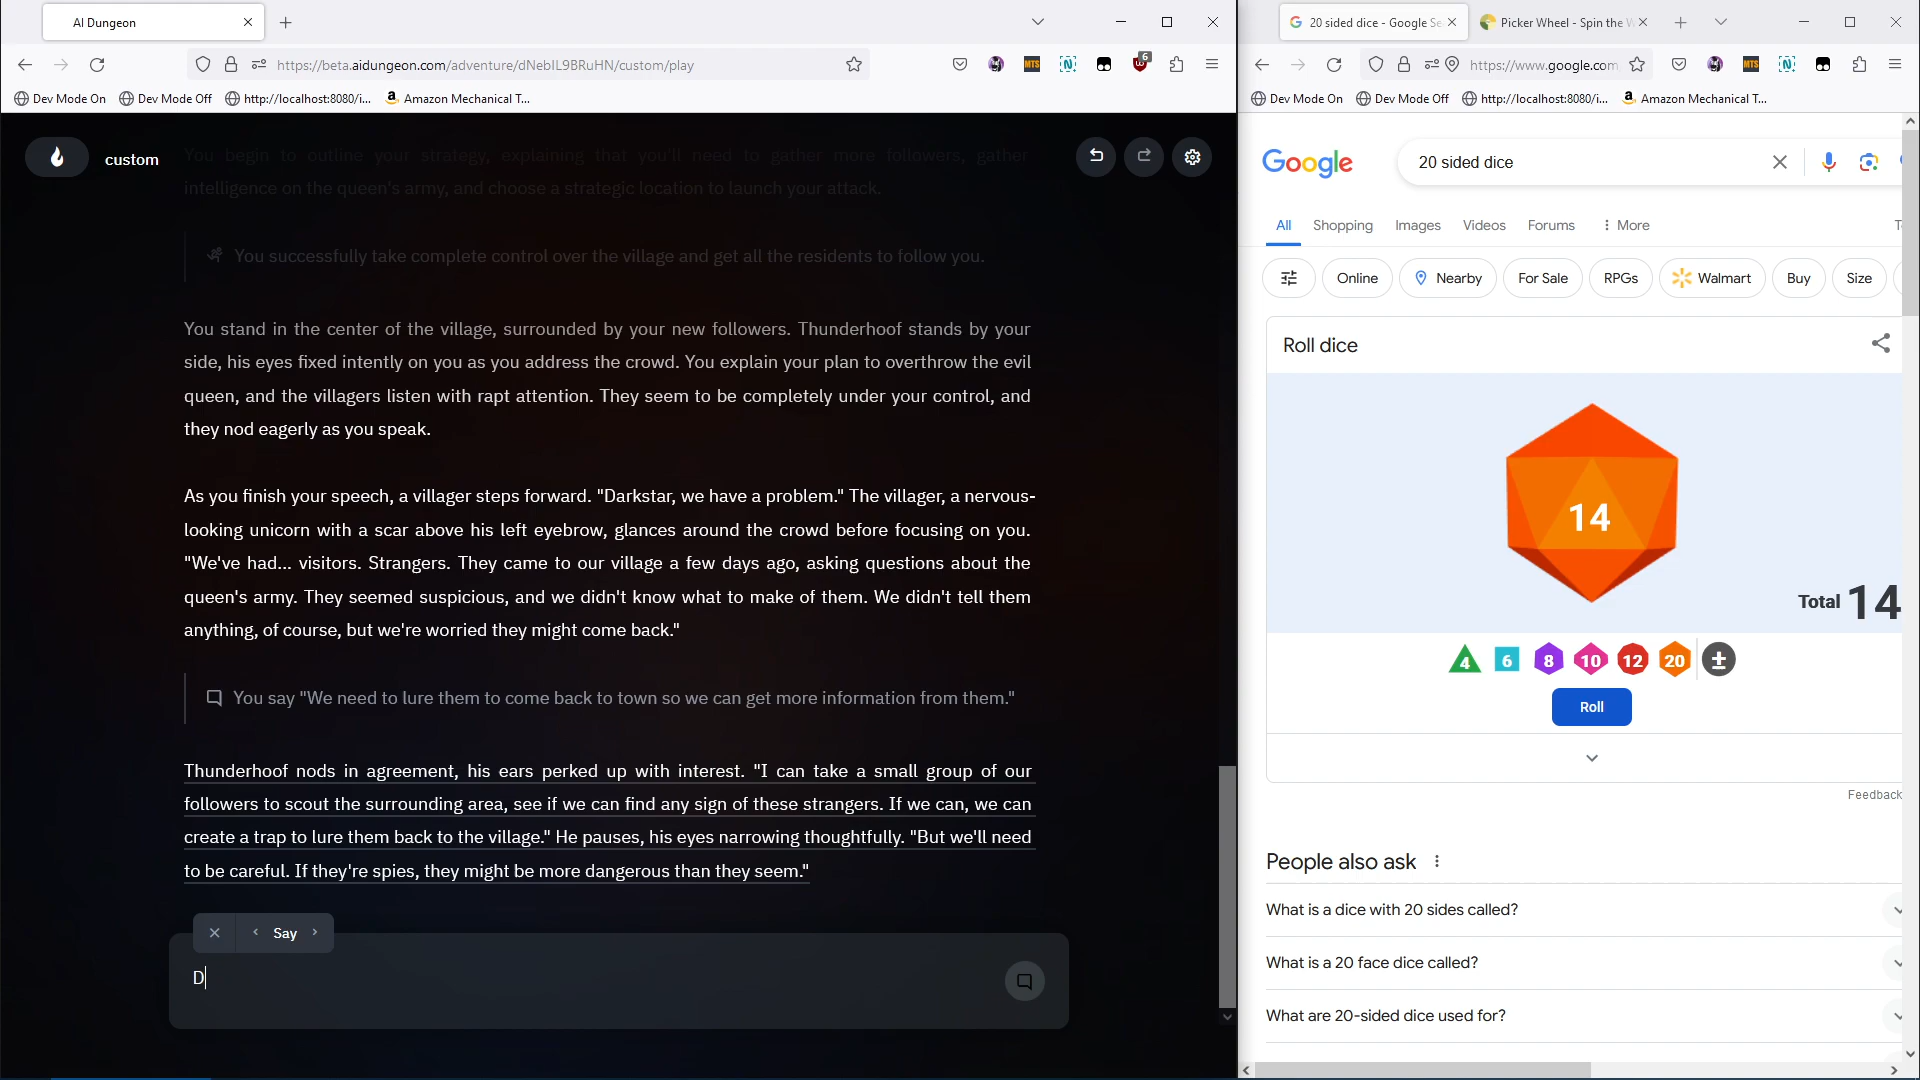 AI Dungeon
https://beta.aidungeon.com/adventure/dNebIL9BRuHN/custom/play
MTS
N
6
Dev Mode On
Dev Mode Off
http://localhost:8080/i...
Amazon Mechanical T...
custom
You begin to outline your strategy, explaining that you'll need to gather more followers, gather
intelligence on the queen's army, and choose a strategic location to launch your attack.
You successfully take complete control over the village and get all the residents to follow you.
You stand in the center of the village, surrounded by your new followers. Thunderhoof stands by your
side, his eyes fixed intently on you as you address the crowd. You explain your plan to overthrow the evil
queen, and the villagers listen with rapt attention. They seem to be completely under your control, and
they nod eagerly as you speak.
As you finish your speech, a villager steps forward. "Darkstar, we have a problem." The villager, a nervous-
looking unicorn with a scar above his left eyebrow, glances around the crowd before focusing on you.
"We've had... visitors. Strangers. They came to our village a few days ago, asking questions about the
queen's army. They seemed suspicious, and we didn't know what to make of them. We didn't tell them
anything, of course, but we're worried they might come back."
You say "We need to lure them to come back to town so we can get more information from them."
Thunderhoof nods in agreement, his ears perked up with interest. "I can take a small group of our
followers to scout the surrounding area, see if we can find any sign of these strangers. If we can, we can
create a trap to lure them back to the village." He pauses, his eyes narrowing thoughtfully. "But we'll need
to be careful. If they're spies, they might be more dangerous than they seem."
Say
D
20 sided dice - Google Se
Picker Wheel - Spin the W
https://www.google.com
MTS
N
Dev Mode On
Dev Mode Off
http://localhost:8080/i...
Amazon Mechanical T...
Google
20 sided dice
All
Shopping
Images
Videos
Forums
More
Online
Nearby
For Sale
RPGs
Walmart
Buy
Size
Roll dice
14
Total 14
4
6
8
10
12
20
±
Roll
Feedback
People also ask
What is a dice with 20 sides called?
What is a 20 face dice called?
What are 20-sided dice used for?